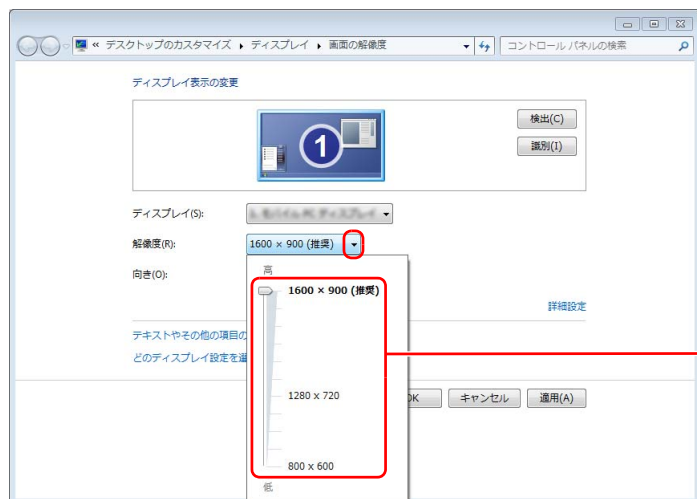 « デスクトップのカスタマイズ ▸ ディスプレイ ▸ 画面の解像度
コントロール パネルの検索
ディスプレイ表示の変更
1
検出(C)
識別(I)
ディスプレイ(S):
解像度(R): 1600 × 900 (推奨)
向き(O):
高
1600 × 900 (推奨)
詳細設定
テキストやその他の項目の
どのディスプレイ設定を
1280 x 720
キャンセル
適用(A)
800 x 600
低